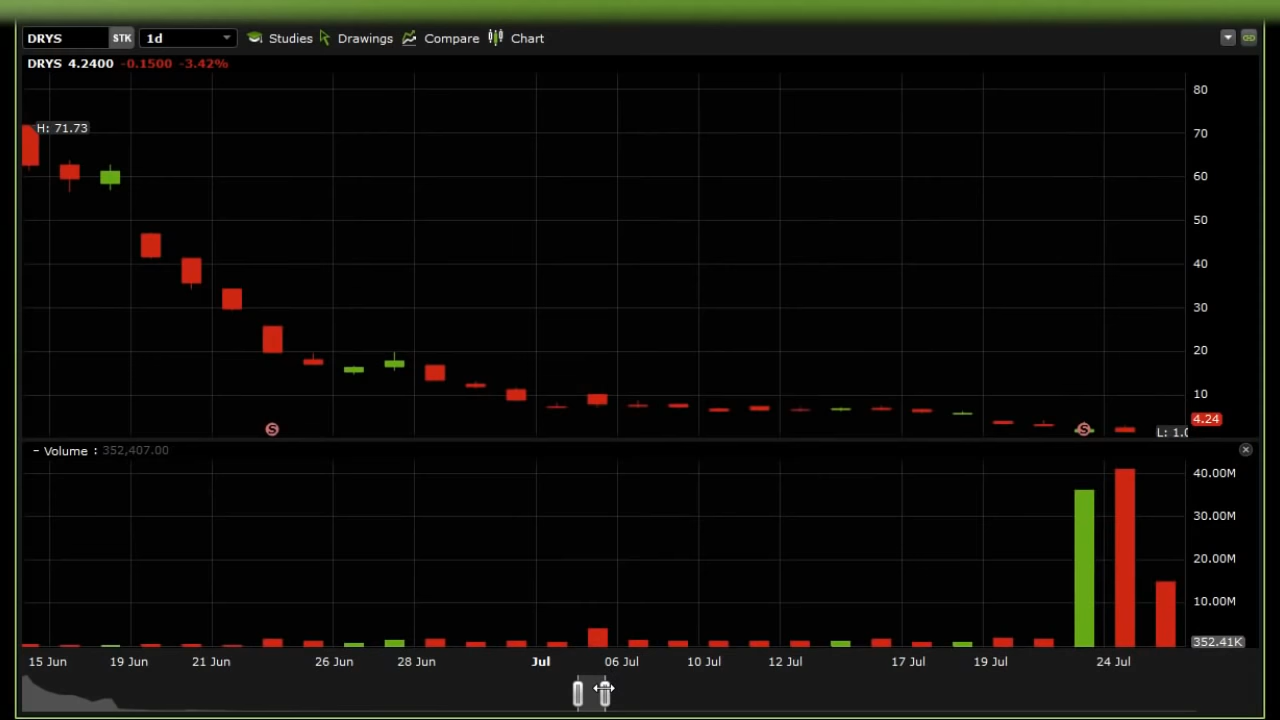 DRYS STK 1d Studies Drawings Compare Chart
DRYS 4.2400 -0.1500 -3.42%
80
H: 71.73
70
60
50
40
30
20
10
4.24
S S L: 1.0
– Volume : 352,407.00
40.00M
30.00M
20.00M
10.00M
352.41K
15 Jun 19 Jun 21 Jun 26 Jun 28 Jun Jul 06 Jul 10 Jul 12 Jul 17 Jul 19 Jul 24 Jul